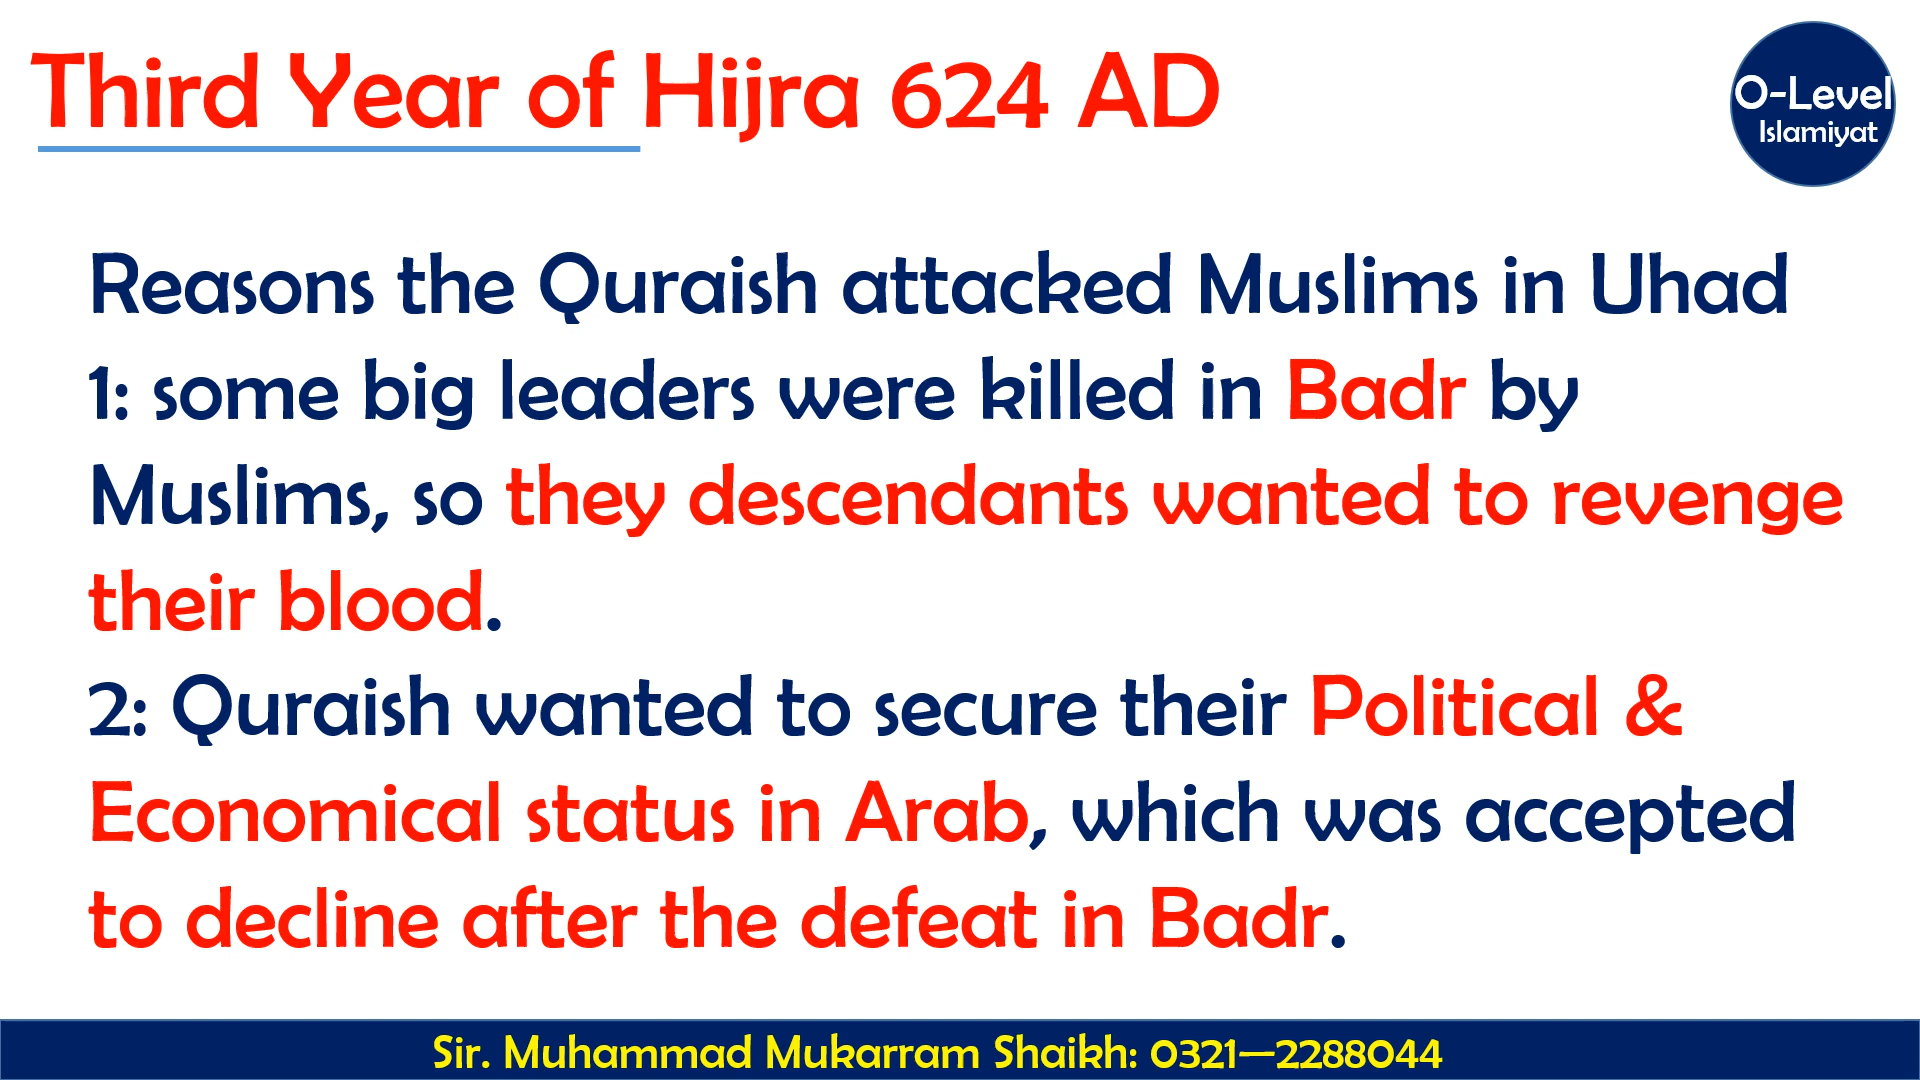 Third Year of Hijra 624 AD
O-Level
Islamiyat
Reasons the Quraish attacked Muslims in Uhad
1: some big leaders were killed in Badr by
Muslims, so they descendants wanted to revenge
their blood.
2: Quraish wanted to secure their Political &
Economical status in Arab, which was accepted
to decline after the defeat in Badr.
Sir. Muhammad Mukarram Shaikh: 0321—2288044